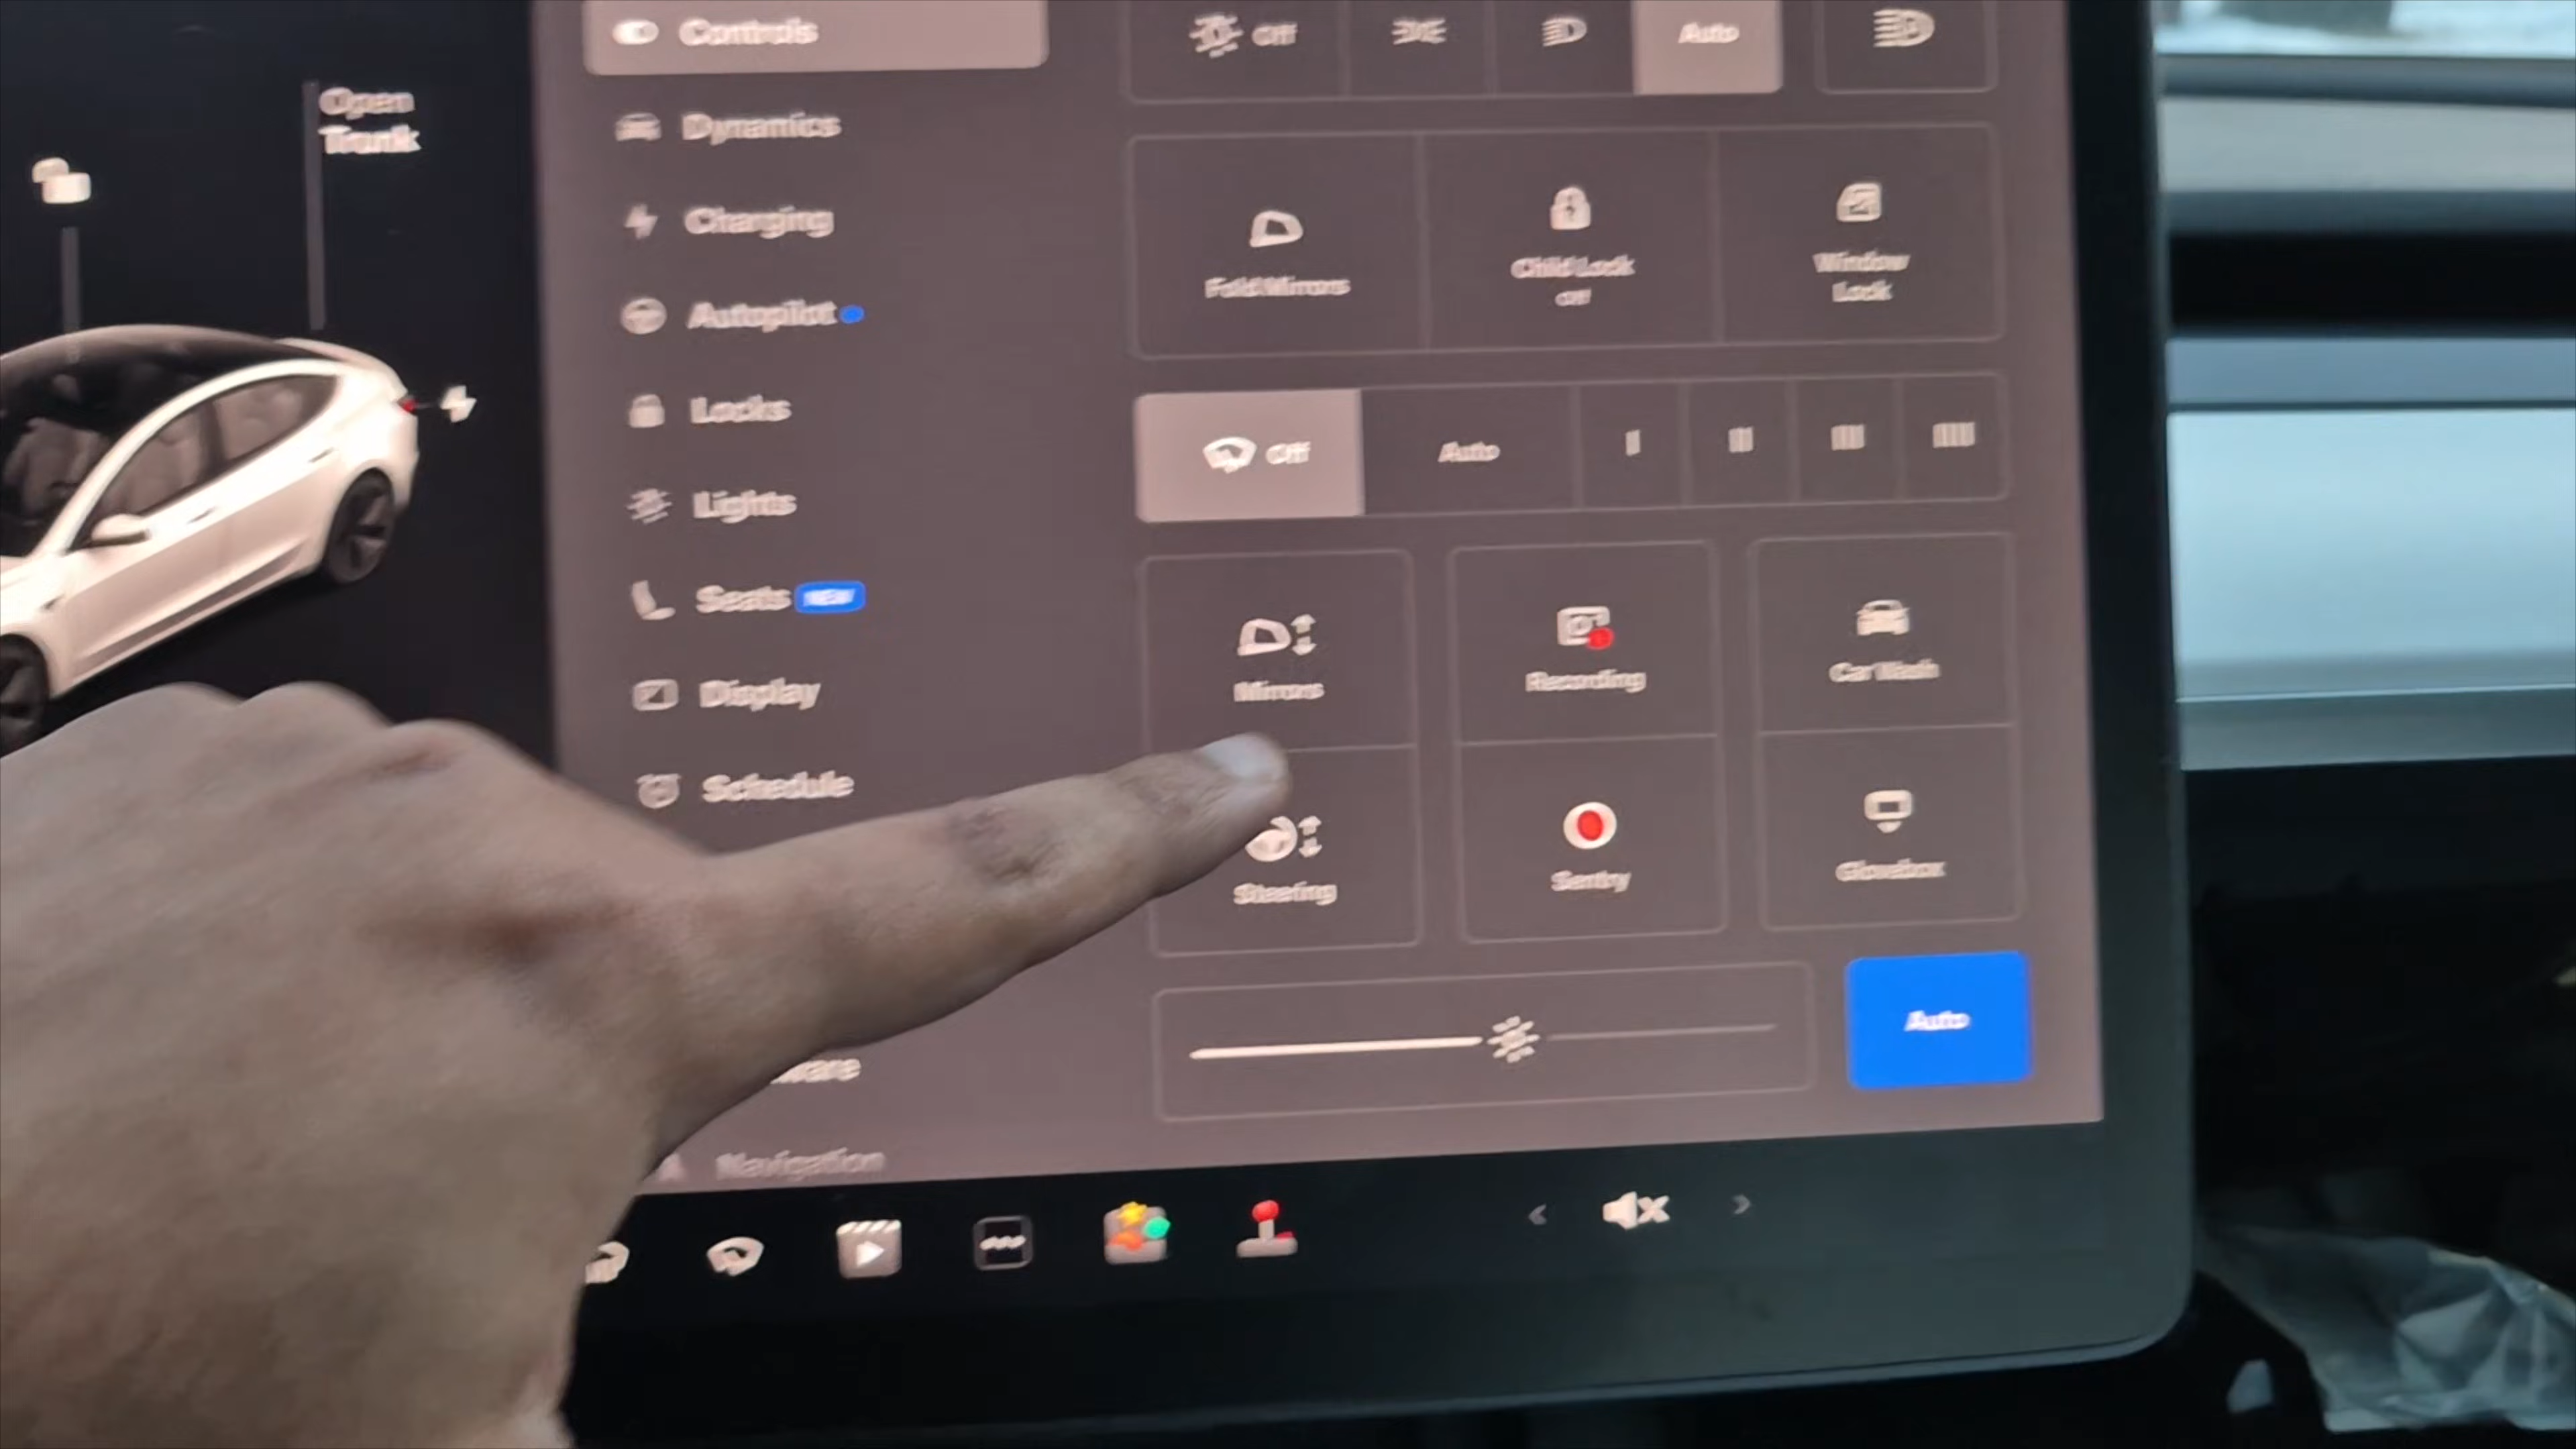 Open
Trunk
Controls
Dynamics
Charging
Autopilot
Locks
Lights
Seats NEW
Display
Schedule
Navigation
Off
Auto
Fold Mirrors
Child Lock
Off
Window
Lock
Off
Auto
Mirrors
Recording
Car Wash
Steering
Sentry
Glovebox
Auto